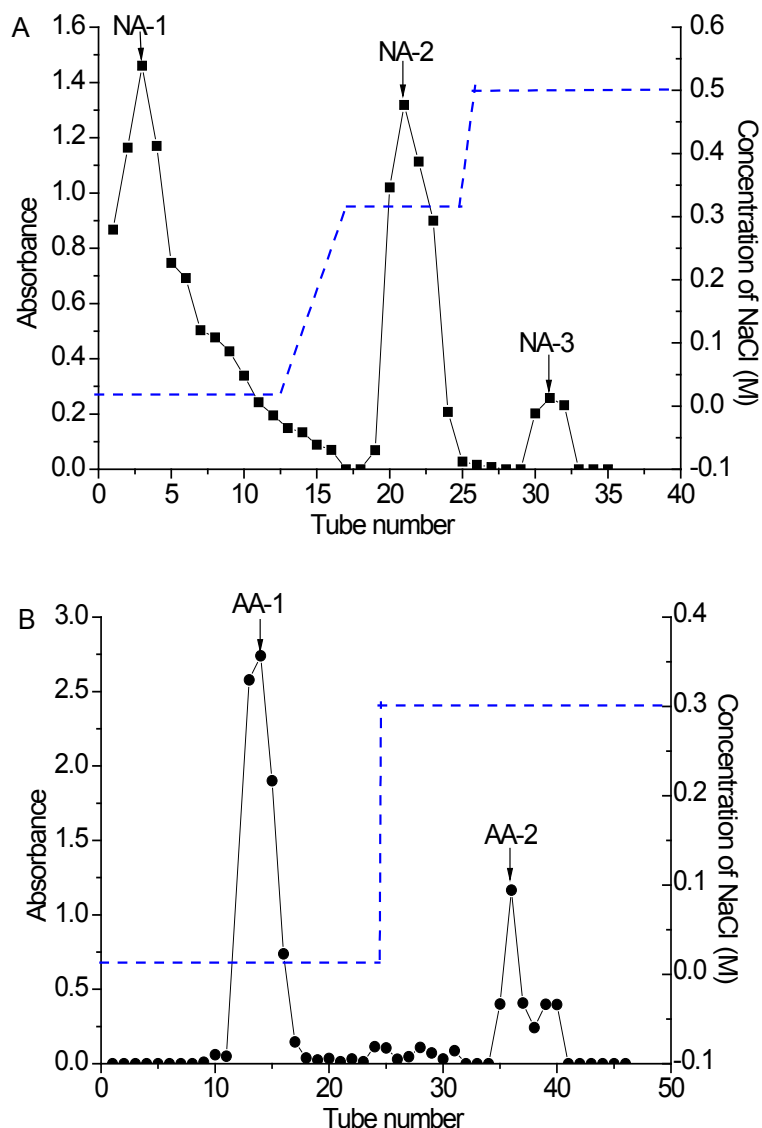 A
NA-1
NA-2
NA-3
1.6
1.4
1.2
1.0
0.8
0.6
0.4
0.2
0.0
Absorbance
0.6
0.5
0.4
0.3
0.2
0.1
0.0
-0.1
Concentration of NaCl (M)
0 5 10 15 20 25 30 35 40
Tube number
B
AA-1
AA-2
3.0
2.5
2.0
1.5
1.0
0.5
0.0
Absorbance
0.4
0.3
0.2
0.1
0.0
-0.1
Concentration of NaCl (M)
0 10 20 30 40 50
Tube number